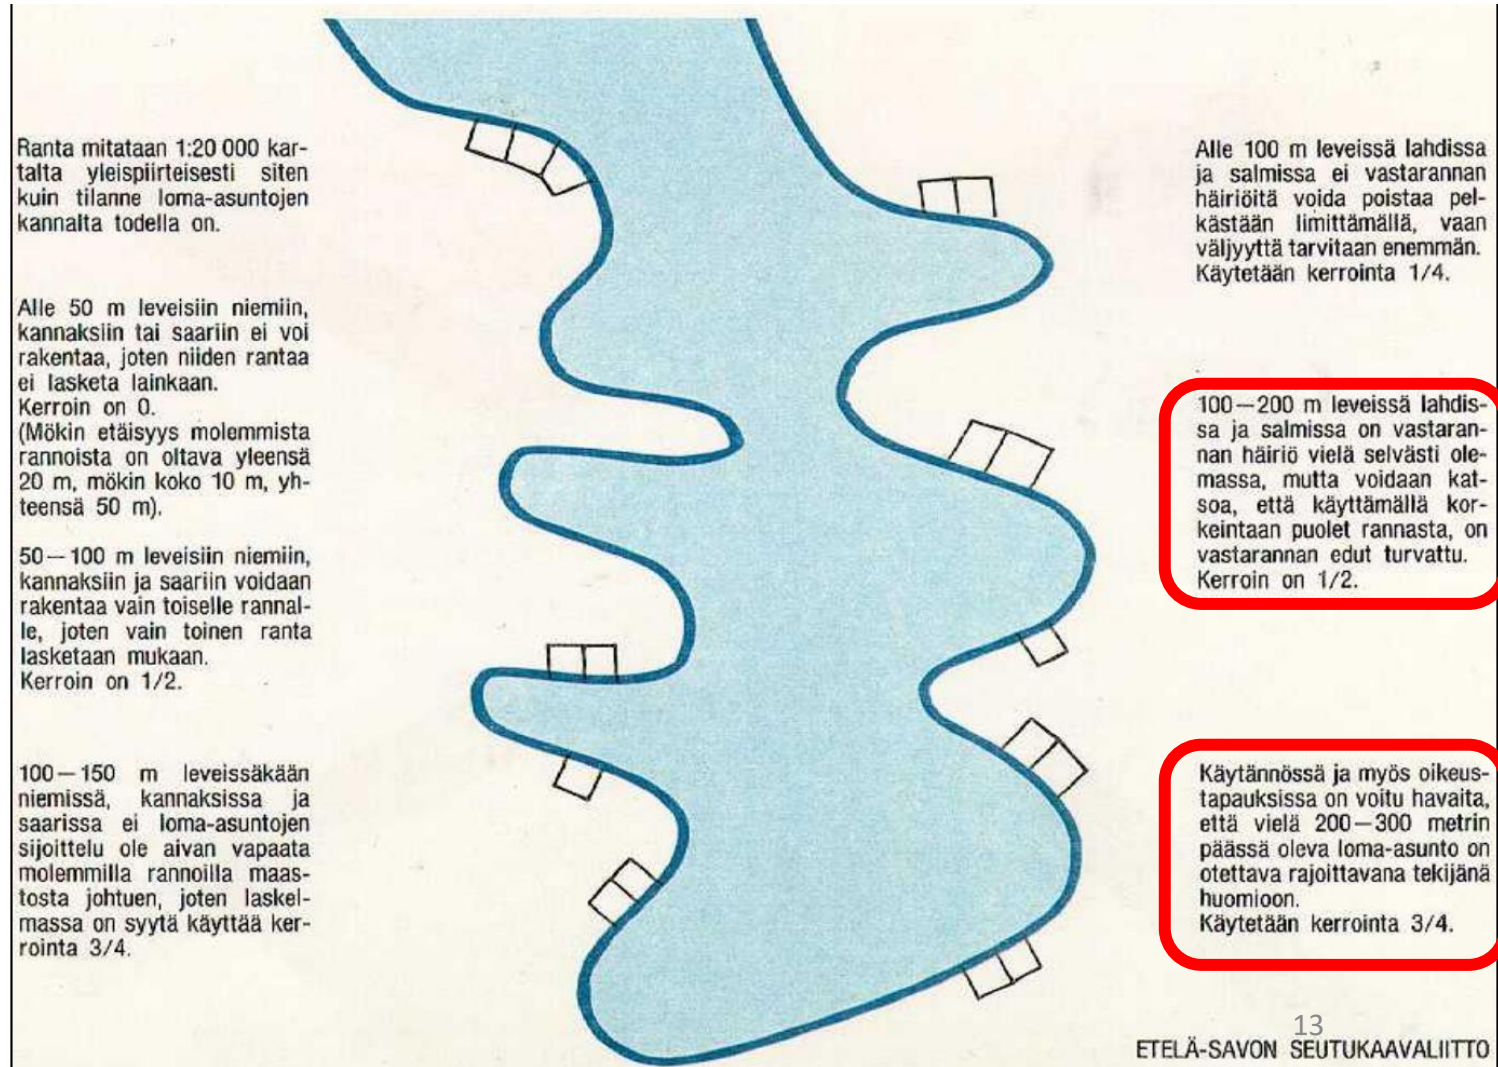 Ranta mitataan 1:20 000 kar-
talta yleispiirteisesti siten
kuin tilanne loma-asuntojen
kannalta todella on.
Alle 50 m leveisiin niemiin,
kannaksiin tai saariin ei voi
rakentaa, joten niiden rantaa
ei lasketa lainkaan.
Kerroin on 0.
(Mökin etäisyys molemmista
rannoista on oltava yleensä
20 m, mökin koko 10 m, yh-
teensä 50 m).
50—100 m leveisiin niemiin,
kannaksiin ja saariin voidaan
rakentaa vain toiselle rannal-
le, joten vain toinen ranta
lasketaan mukaan.
Kerroin on 1/2.
100—150 m leveissäkään
niemissä, kannaksissa ja
saarissa ei loma-asuntojen
sijoittelu ole aivan vapaata
molemmilla rannoilla maas-
tosta johtuen, joten laskel-
massa on syytä käyttää ker-
rointa 3/4.
Alle 100 m leveissä lahdissa
ja salmissa ei vastarannan
häiriöitä voida poistaa pel-
kästään limittämällä, vaan
väljyyttä tarvitaan enemmän.
Käytetään kerrointa 1/4.
100—200 m leveissä lahdis-
sa ja salmissa on vastaran-
nan häiriö vielä selvästi ole-
massa, mutta voidaan kat-
soa, että käyttämällä kor-
keintaan puolet rannasta, on
vastarannan edut turvattu.
Kerroin on 1/2.
Käytännössä ja myös oikeus-
tapauksissa on voitu havaita,
että vielä 200—300 metrin
päässä oleva loma-asunto on
otettava rajoittavana tekijänä
huomioon.
Käytetään kerrointa 3/4.
13
ETELÄ-SAVON SEUTUKAAVALIITTO